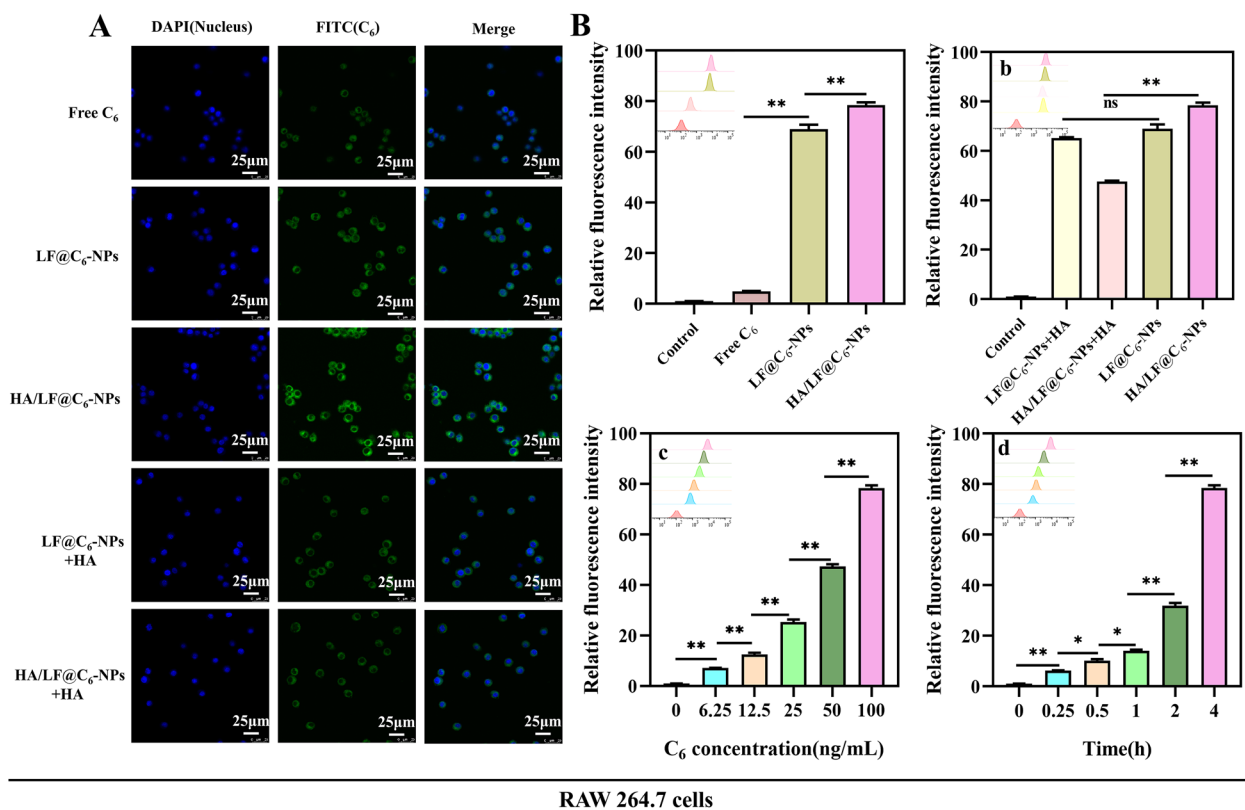 A
DAPI(Nucleus) FITC(C6) Merge
Free C6
25μm 25μm 25μm
LF@C6-NPs
25μm 25μm 25μm
HA/LF@C6-NPs
25μm 25μm 25μm
LF@C6-NPs
+HA
25μm 25μm 25μm
HA/LF@C6-NPs
+HA
25μm 25μm 25μm
B
Relative fluorescence intensity
100
80
60
40
20
0
** **
Control Free C6 LF@C6-NPs HA/LF@C6-NPs
b
Relative fluorescence intensity
100
80
60
40
20
0
**
ns
Control LF@C6-NPs+HA HA/LF@C6-NPs+HA LF@C6-NPs HA/LF@C6-NPs
c
Relative fluorescence intensity
100
80
60
40
20
0
** ** ** ** **
0 6.25 12.5 25 50 100
C6 concentration(ng/mL)
d
Relative fluorescence intensity
100
80
60
40
20
0
** * * ** **
0 0.25 0.5 1 2 4
Time(h)
RAW 264.7 cells